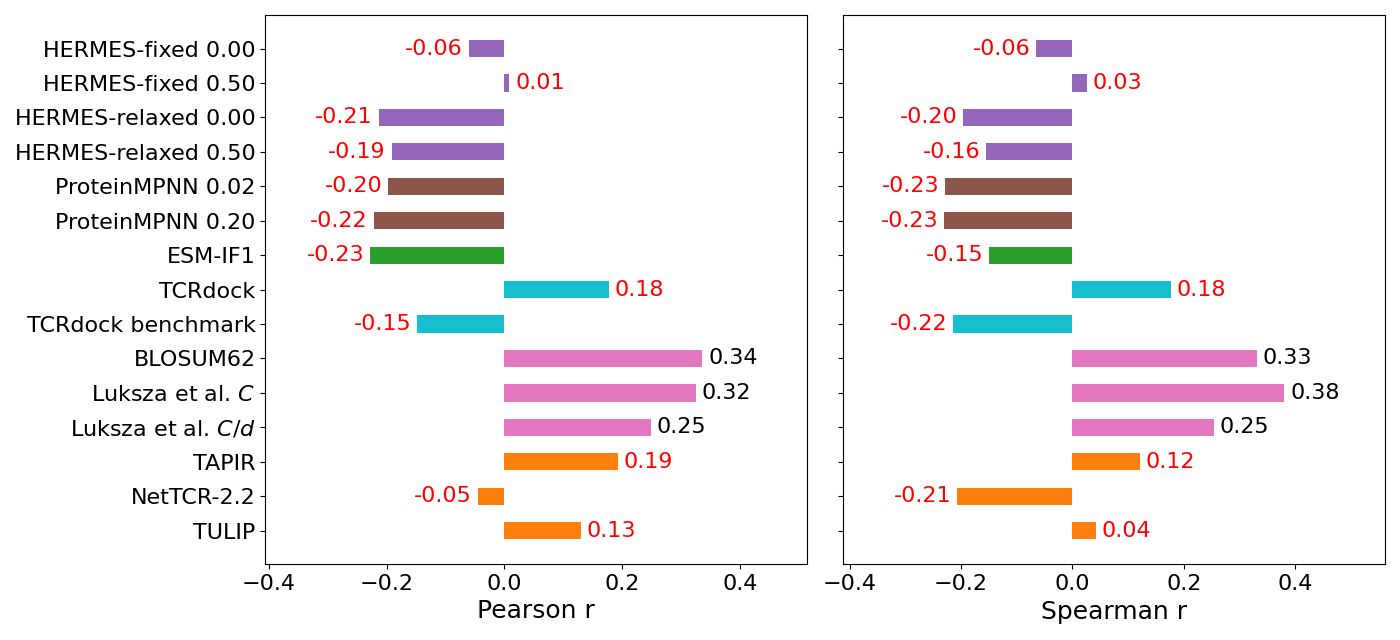 HERMES-fixed 0.00 -0.06 -0.06
HERMES-fixed 0.50 0.01 0.03
HERMES-relaxed 0.00 -0.21 -0.20
HERMES-relaxed 0.50 -0.19 -0.16
ProteinMPNN 0.02 -0.20 -0.23
ProteinMPNN 0.20 -0.22 -0.23
ESM-IF1 -0.23 -0.15
TCRdock 0.18 0.18
TCRdock benchmark -0.15 -0.22
BLOSUM62 0.34 0.33
Luksza et al. C 0.32 0.38
Luksza et al. C/d 0.25 0.25
TAPIR 0.19 0.12
NetTCR-2.2 -0.05 -0.21
TULIP 0.13 0.04
−0.4 −0.2 0.0 0.2 0.4 −0.4 −0.2 0.0 0.2 0.4
Pearson r Spearman r